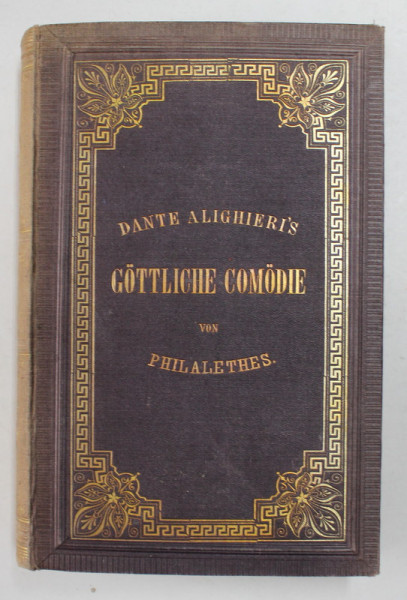 DANTE ALIGHIERI'S
GÖTTLICHE COMÖDIE
VON
PHILALETHES.